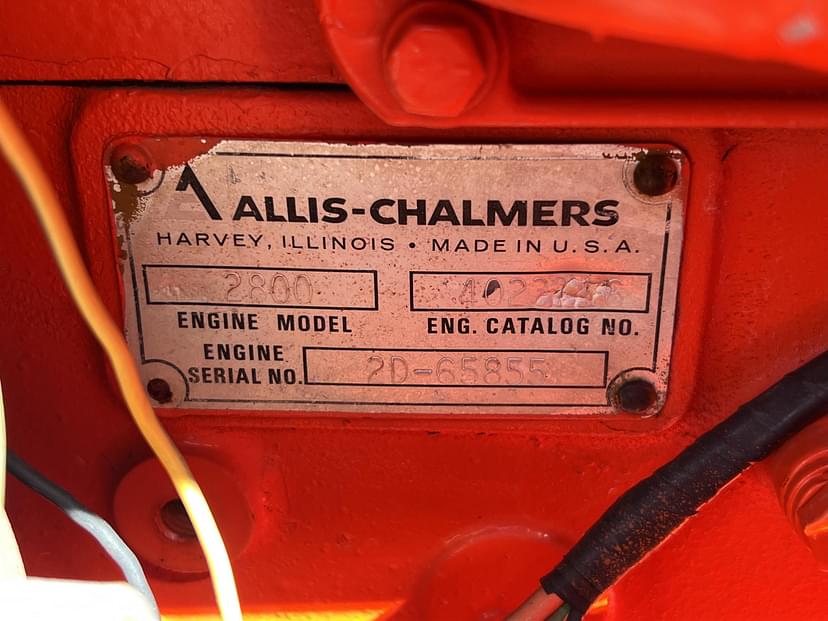 ALLIS-CHALMERS
HARVEY, ILLINOIS • MADE IN U.S.A.
2800
ENGINE MODEL
ENG. CATALOG NO.
ENGINE
SERIAL NO.
2D-65855